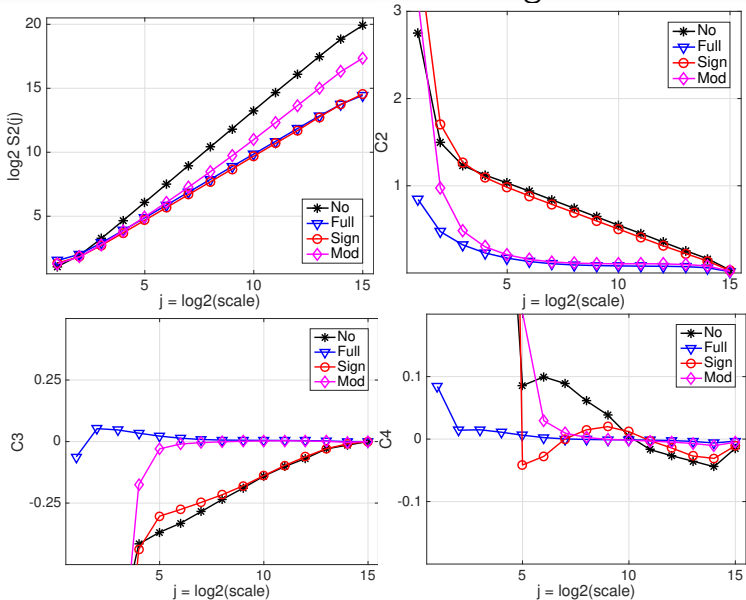 20
15
10
5
log2 S2(j)
No
Full
Sign
Mod
5
10
15
j = log2(scale)
3
2
1
C2
No
Full
Sign
Mod
5
10
15
j = log2(scale)
0.25
0
-0.25
C3
No
Full
Sign
Mod
5
10
15
j = log2(scale)
0.1
0
-0.1
C4
No
Full
Sign
Mod
5
10
15
j = log2(scale)